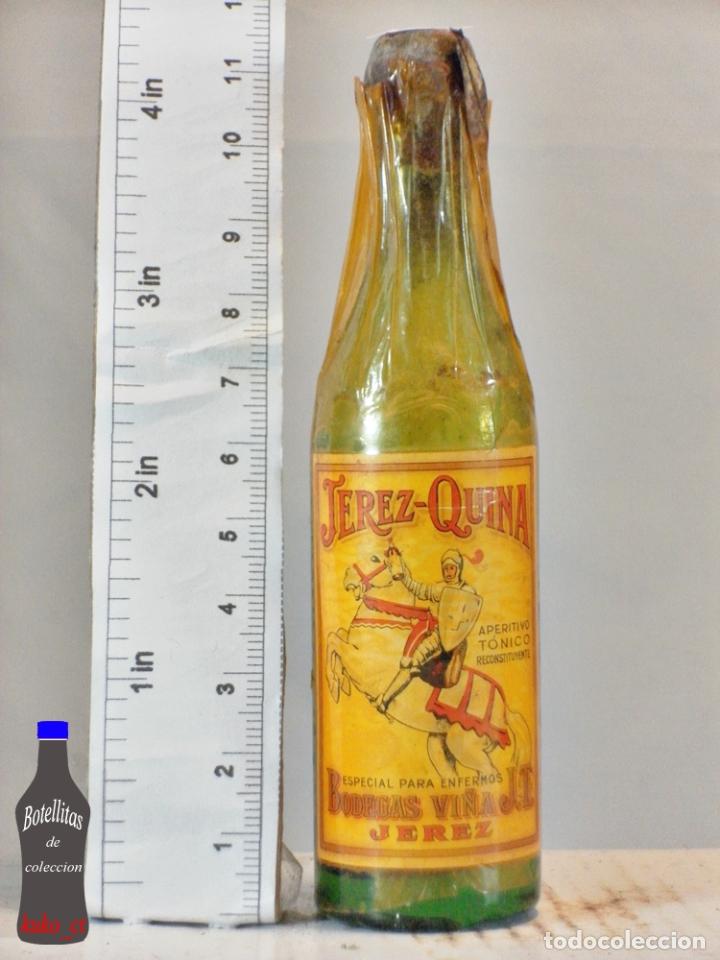 JEREZ-QUINA
APERITIVO
TÓNICO
RECONSTITUYENTE
ESPECIAL PARA ENFERMOS
BODEGAS VIÑA J.T.
JEREZ
4 in
3 in
2 in
1 in
11
10
9
8
7
6
5
4
3
2
1
Botellitas
de
coleccion
kuko_ct
todocoleccion